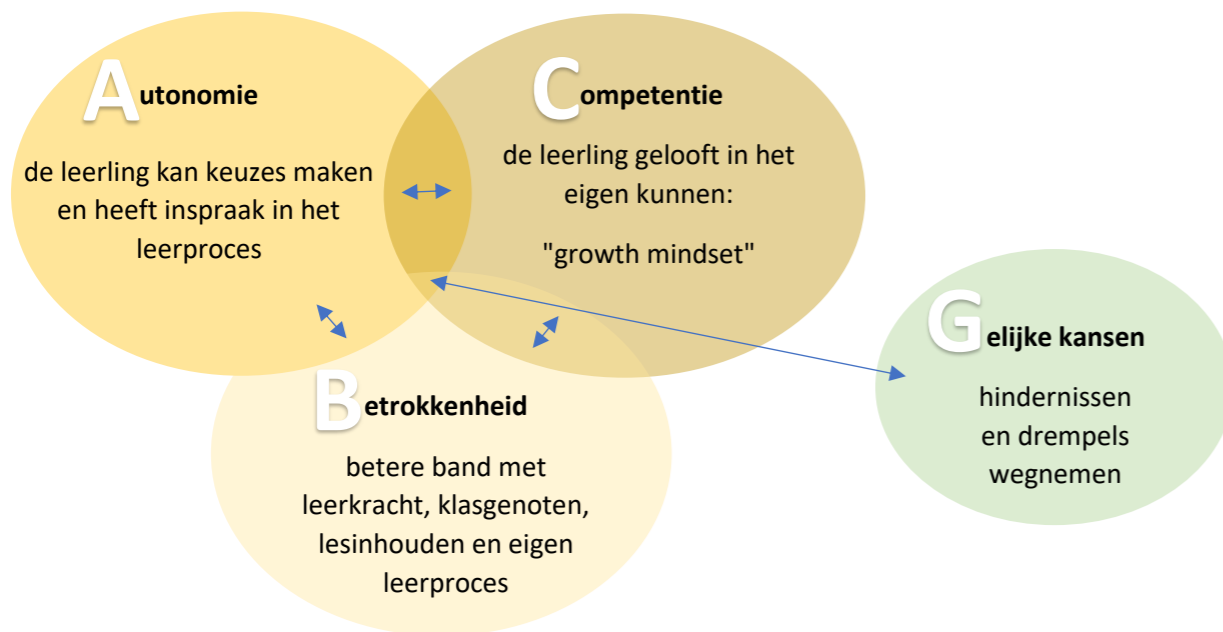 Autonomie
de leerling kan keuzes maken
en heeft inspraak in het
leerproces
Competentie
de leerling gelooft in het
eigen kunnen:
"growth mindset"
Betrokkenheid
betere band met
leerkracht, klasgenoten,
lesinhouden en eigen
leerproces
Gelijke kansen
hindernissen
en drempels
wegnemen